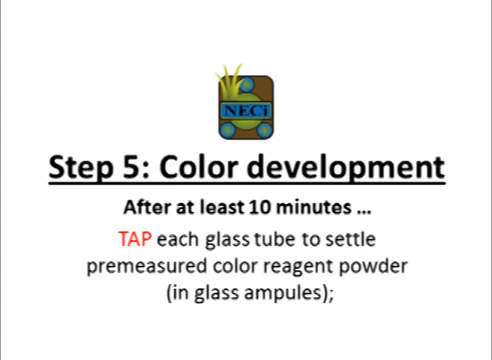 NECi
Step 5: Color development
After at least 10 minutes …
TAP each glass tube to settle
premeasured color reagent powder
(in glass ampules);